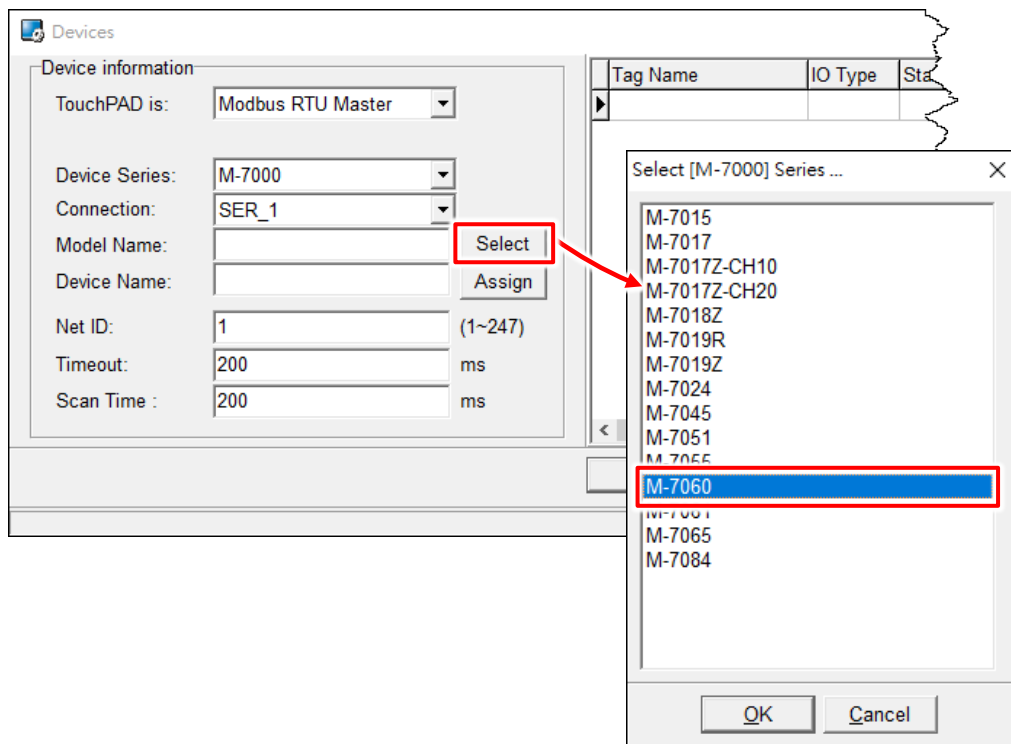 Devices
Device information
TouchPAD is: Modbus RTU Master
Device Series: M-7000
Connection: SER_1
Model Name: Select
Device Name: Assign
Net ID: 1 (1~247)
Timeout: 200 ms
Scan Time : 200 ms
Tag Name IO Type Sta
Select [M-7000] Series ...
M-7015
M-7017
M-7017Z-CH10
M-7017Z-CH20
M-7018Z
M-7019R
M-7019Z
M-7024
M-7045
M-7051
M-7055
M-7060
M-7061
M-7065
M-7084
OK Cancel